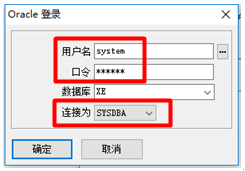 Oracle 登录
用户名 system ...
口令 ******
数据库 XE
连接为 SYSDBA
确定 取消